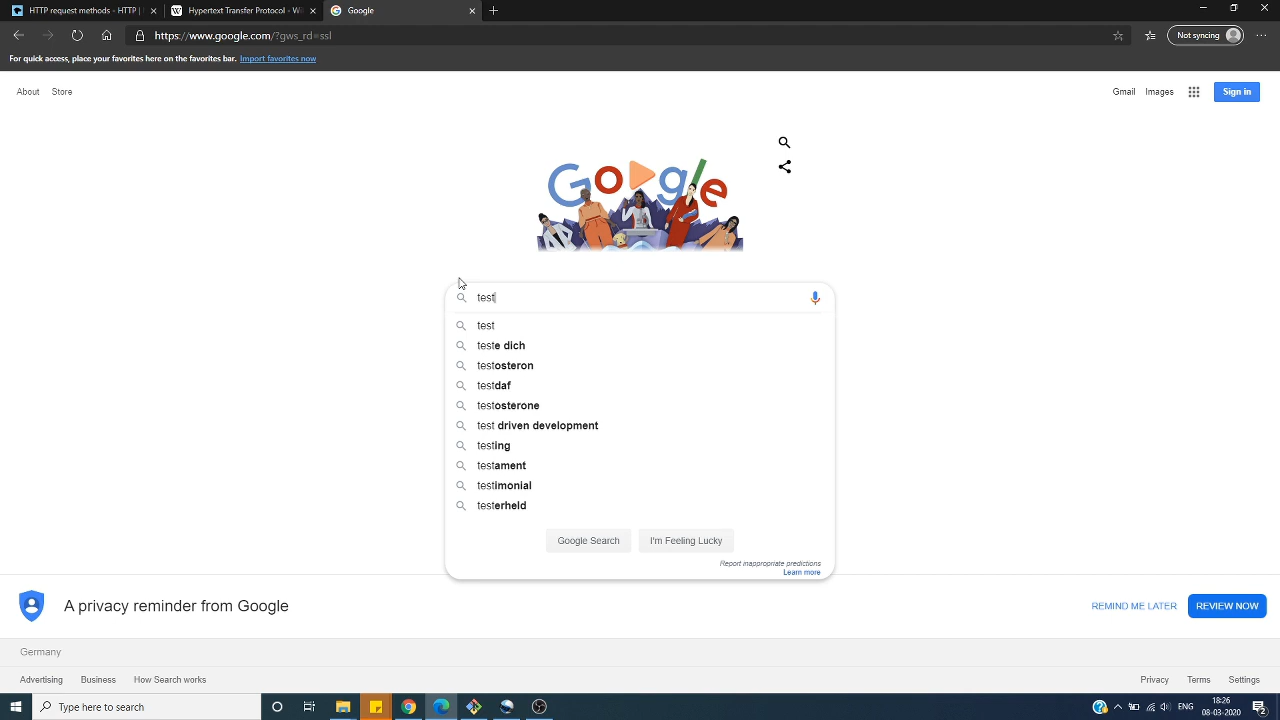 HTTP request methods - HTTP |
Hypertext Transfer Protocol - Wi
Google
https://www.google.com/?gws_rd=ssl
Not syncing
For quick access, place your favorites here on the favorites bar. Import favorites now
About Store
Gmail Images Sign in
Google
test
test
teste dich
testosteron
testdaf
testosterone
test driven development
testing
testament
testimonial
testerheld
Google Search I'm Feeling Lucky
Report inappropriate predictions
Learn more
A privacy reminder from Google
REMIND ME LATER REVIEW NOW
Germany
Advertising Business How Search works
Privacy Terms Settings
Type here to search
ENG
18:26
08-03-2020
2